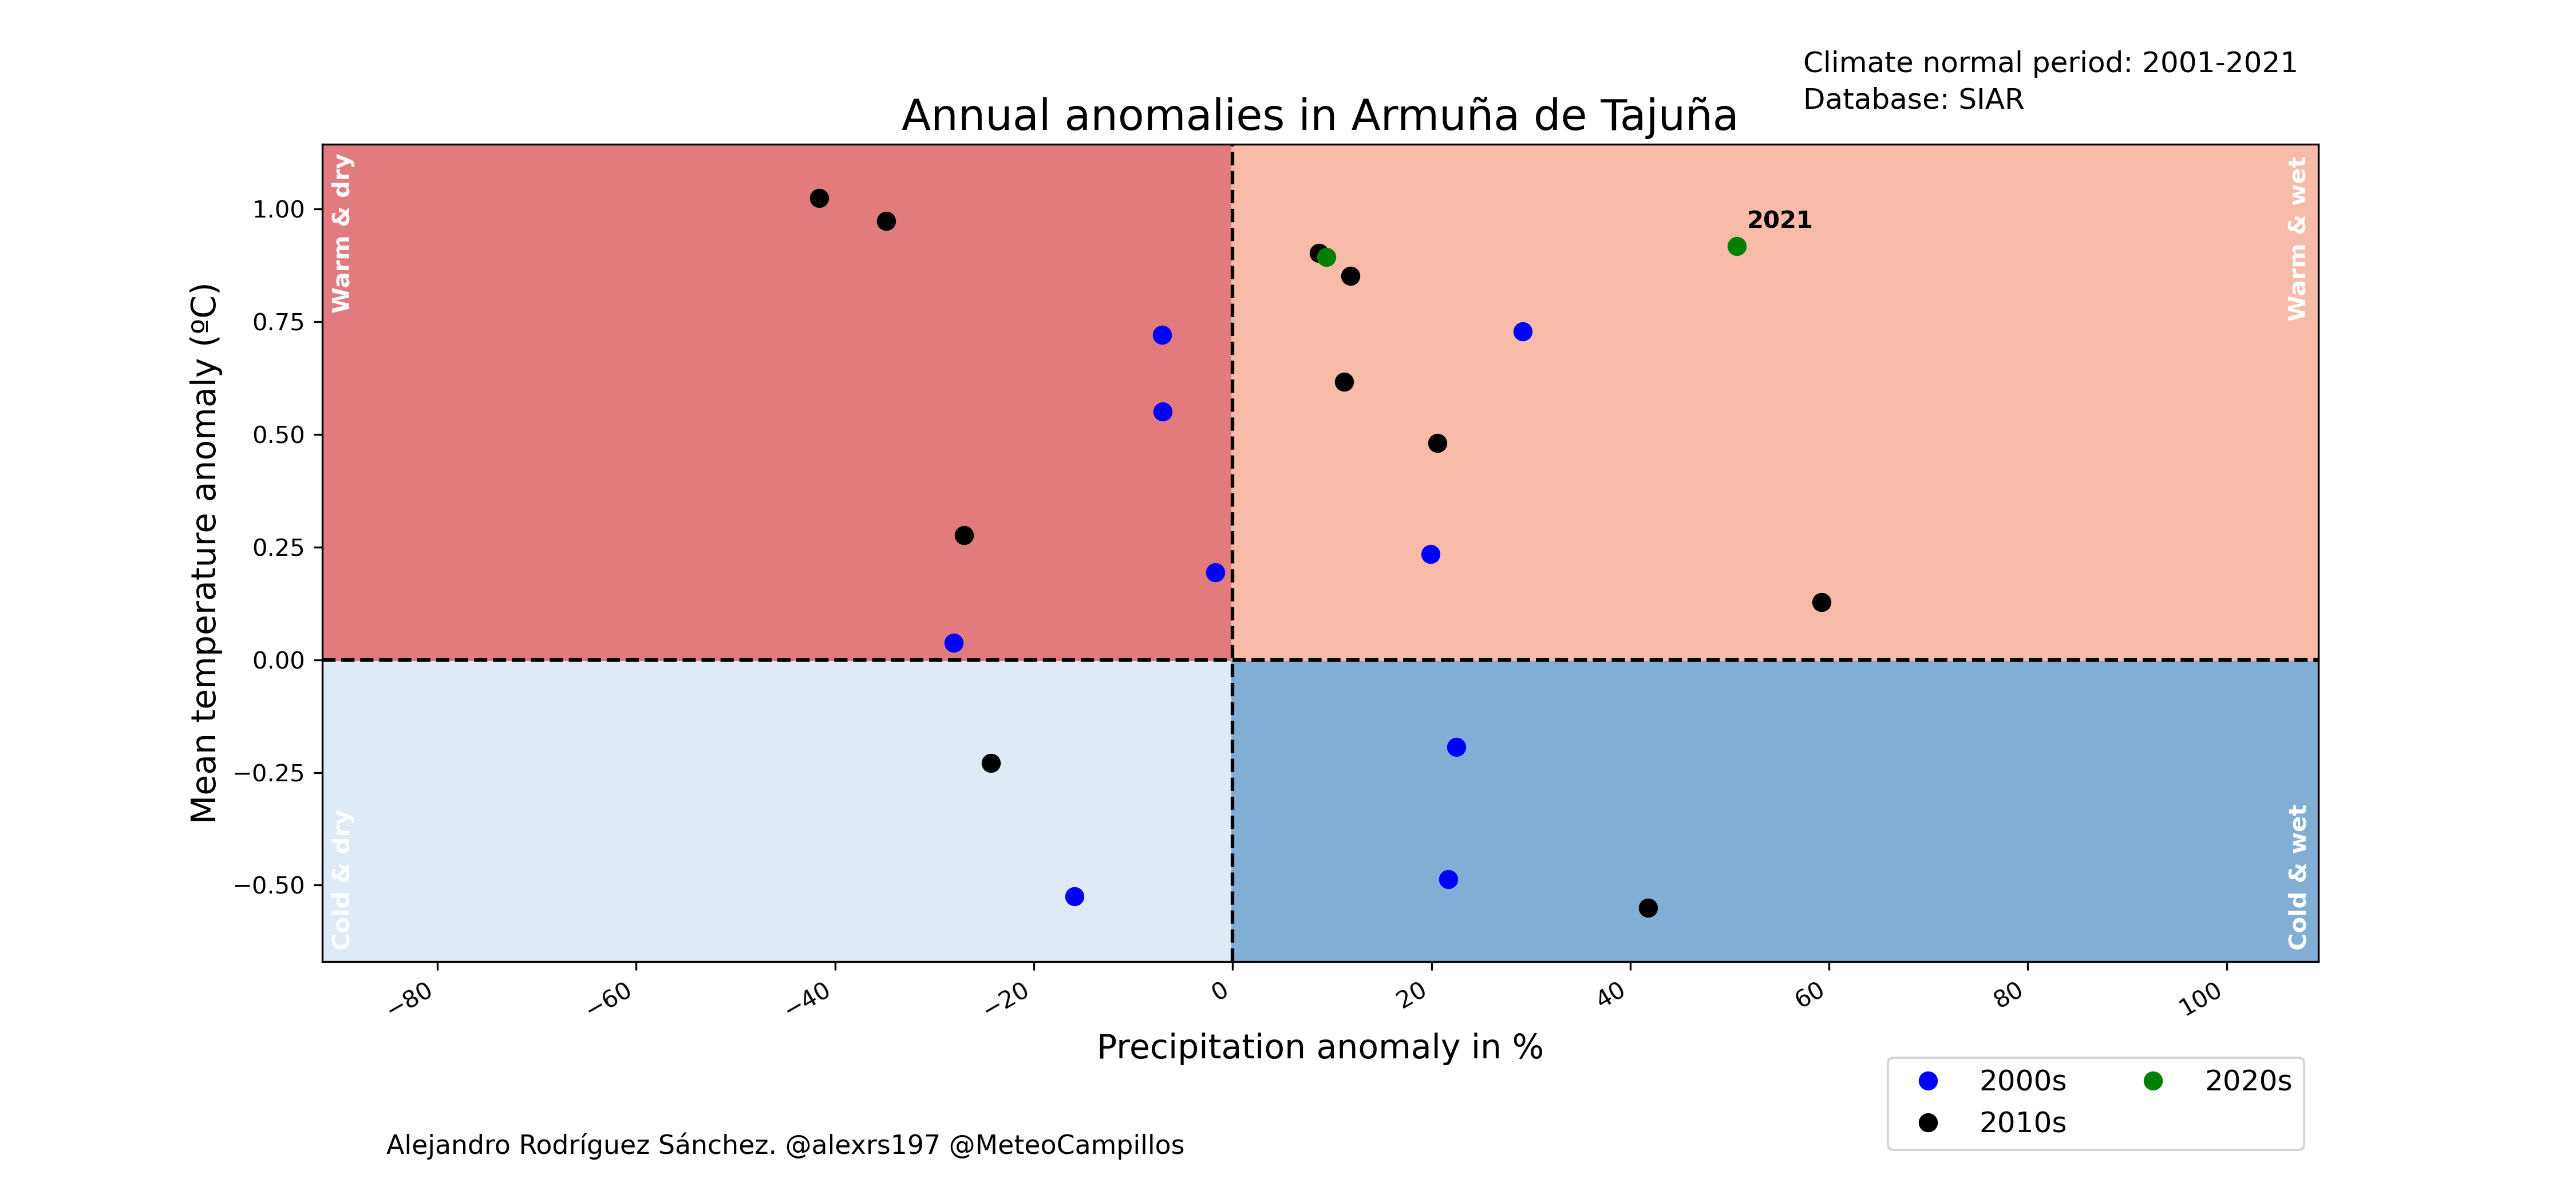 Climate normal period: 2001-2021
Database: SIAR
Annual anomalies in Armuña de Tajuña
Warm & dry
Warm & wet
2021
1.00
0.75
0.50
0.25
0.00
−0.25
−0.50
Mean temperature anomaly (ºC)
Cold & dry
Cold & wet
−80
−60
−40
−20
0
20
40
60
80
100
Precipitation anomaly in %
2000s
2010s
2020s
Alejandro Rodríguez Sánchez. @alexrs197 @MeteoCampillos